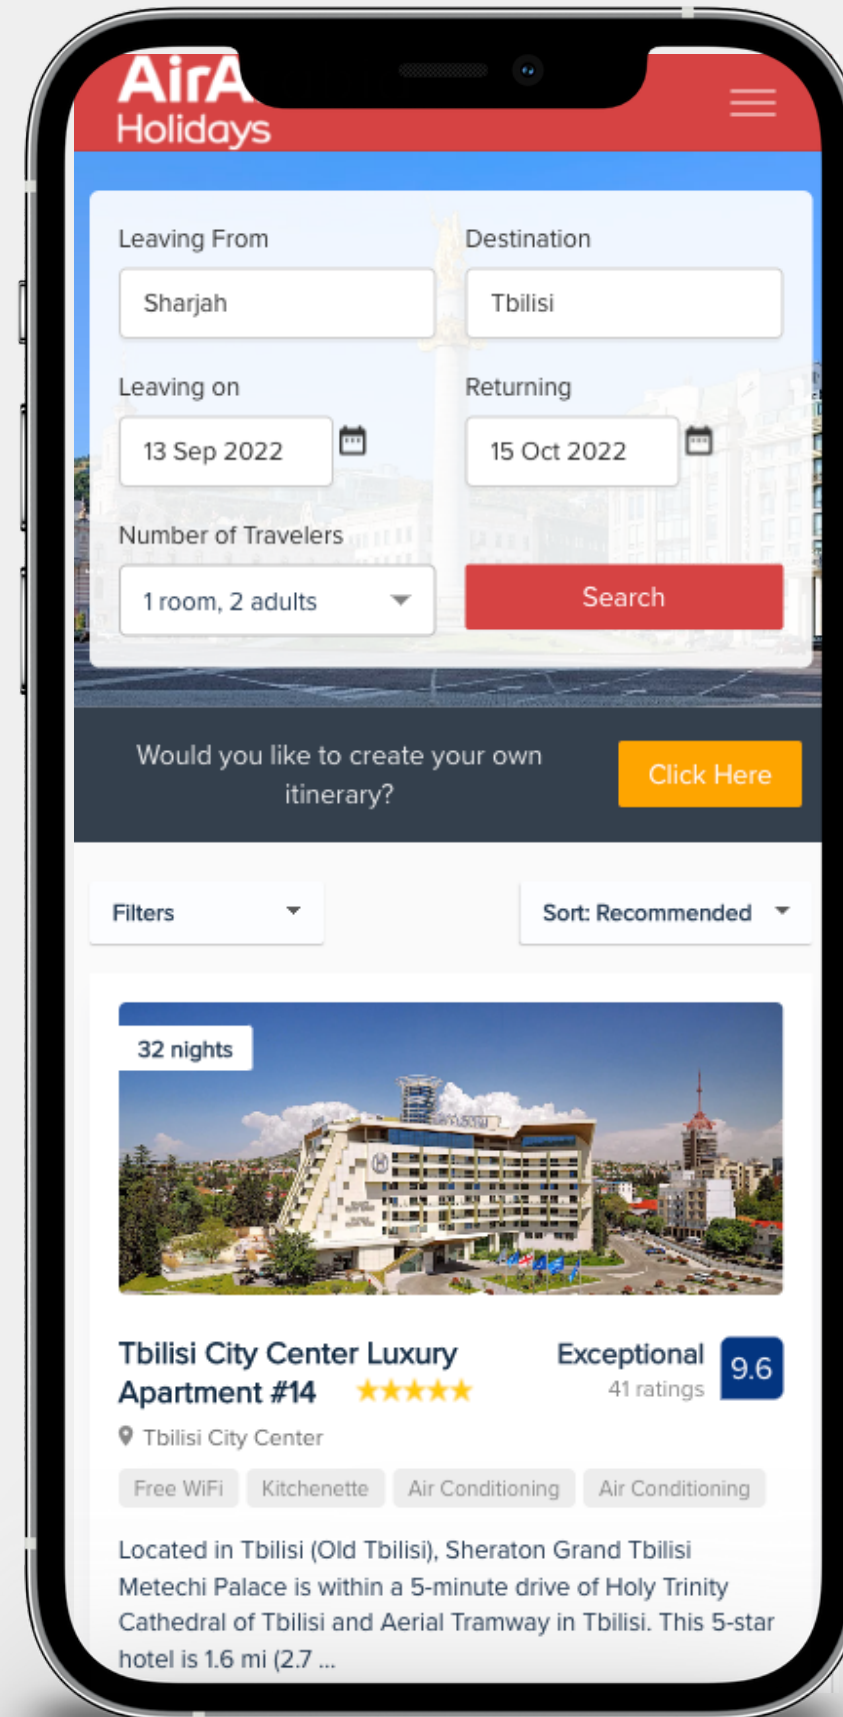 AirA
Holidays
Leaving From
Destination
Sharjah
Tbilisi
Leaving on
Returning
13 Sep 2022
15 Oct 2022
Number of Travelers
1 room, 2 adults
Search
Would you like to create your own
itinerary?
Click Here
Filters
Sort: Recommended
32 nights
Tbilisi City Center Luxury
Apartment #14
Exceptional
41 ratings
9.6
Tbilisi City Center
Free WiFi
Kitchenette
Air Conditioning
Air Conditioning
Located in Tbilisi (Old Tbilisi), Sheraton Grand Tbilisi
Metechi Palace is within a 5-minute drive of Holy Trinity
Cathedral of Tbilisi and Aerial Tramway in Tbilisi. This 5-star
hotel is 1.6 mi (2.7 ...